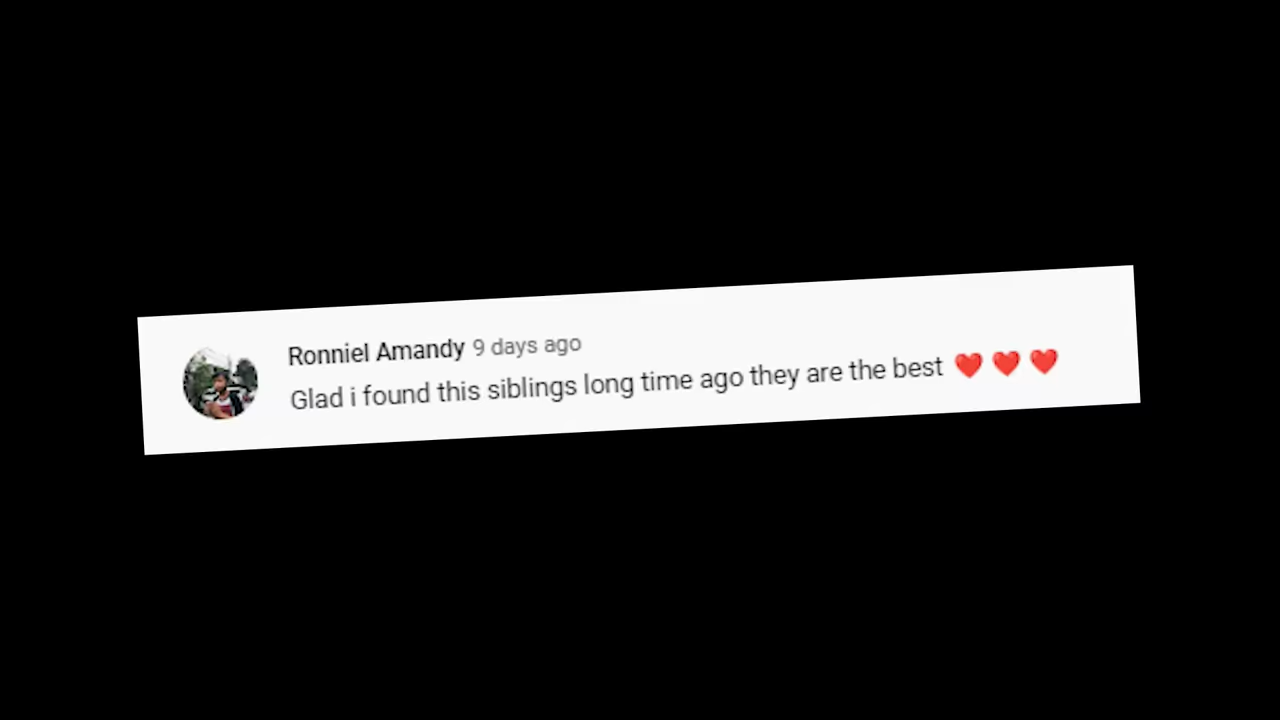 Ronniel Amandy 9 days ago
Glad i found this siblings long time ago they are the best ❤️ ❤️ ❤️